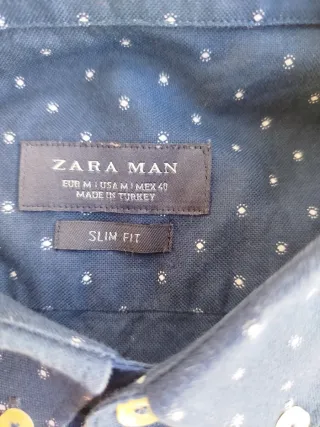 ZARA MAN
EUR M | USA M | MEX 40
MADE IN TURKEY
SLIM FIT